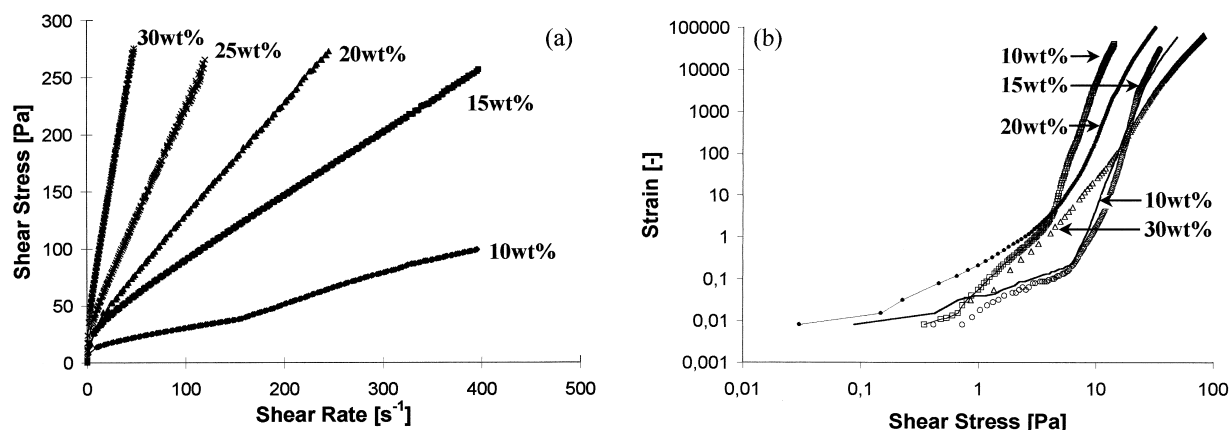 (a)
300
250
200
150
100
50
0
Shear Stress [Pa]
30wt%
25wt%
20wt%
15wt%
10wt%
0 100 200 300 400 500
Shear Rate [s⁻¹]
(b)
100000
10000
1000
100
10
1
0,1
0,01
0,001
Strain [-]
10wt%
15wt%
20wt%
10wt%
30wt%
0,01 0,1 1 10 100
Shear Stress [Pa]